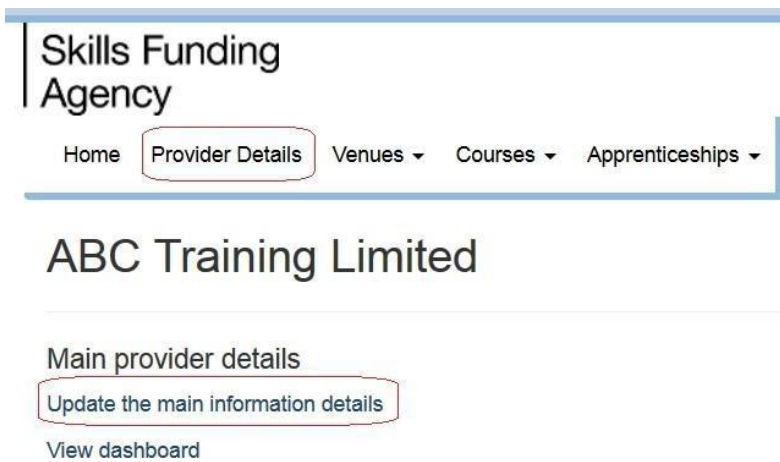 Skills Funding
Agency
Home Provider Details Venues Courses Apprenticeships
ABC Training Limited
Main provider details
Update the main information details
View dashboard